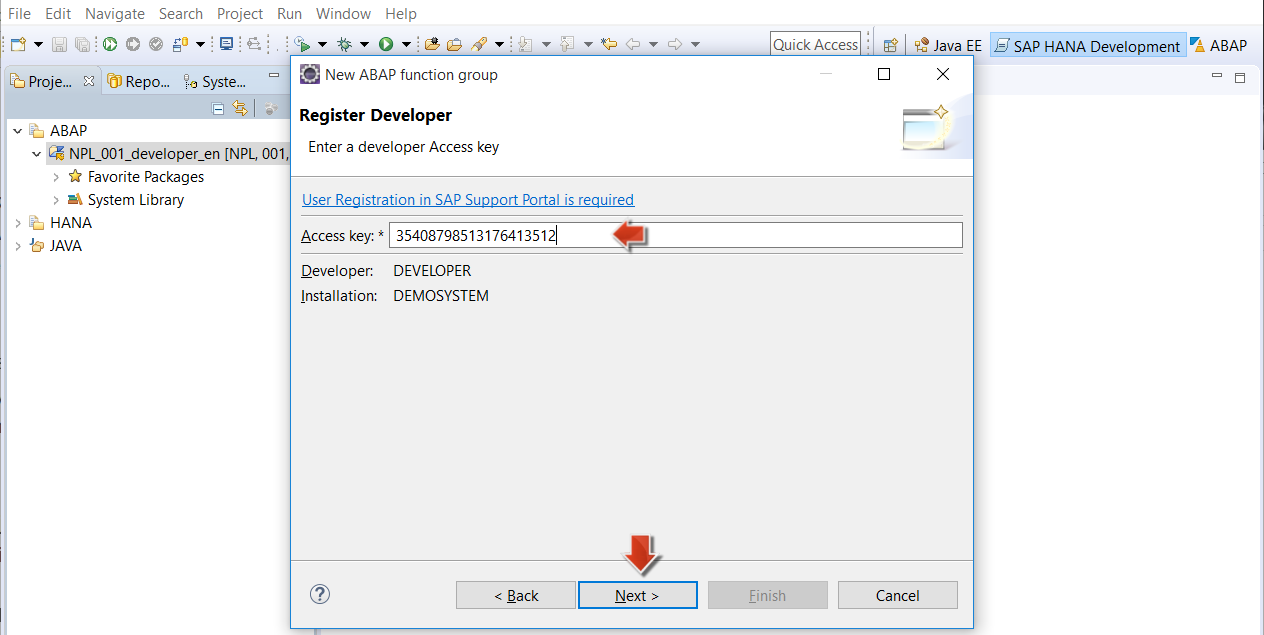 File Edit Navigate Search Project Run Window Help
Quick Access Java EE SAP HANA Development ABAP
Proje... Repo... Syste...
New ABAP function group
Register Developer
Enter a developer Access key
ABAP
NPL_001_developer_en [NPL, 001,
Favorite Packages
System Library
HANA
JAVA
User Registration in SAP Support Portal is required
Access key: * 35408798513176413512
Developer: DEVELOPER
Installation: DEMOSYSTEM
< Back Next > Finish Cancel